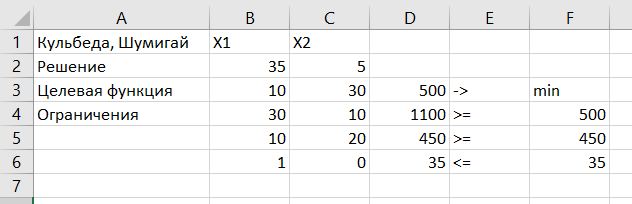 A B C D E F
1 Кульбеда, Шумигай X1 X2
2 Решение 35 5
3 Целевая функция 10 30 500 -> min
4 Ограничения 30 10 1100 >= 500
5 10 20 450 >= 450
6 1 0 35 <= 35
7